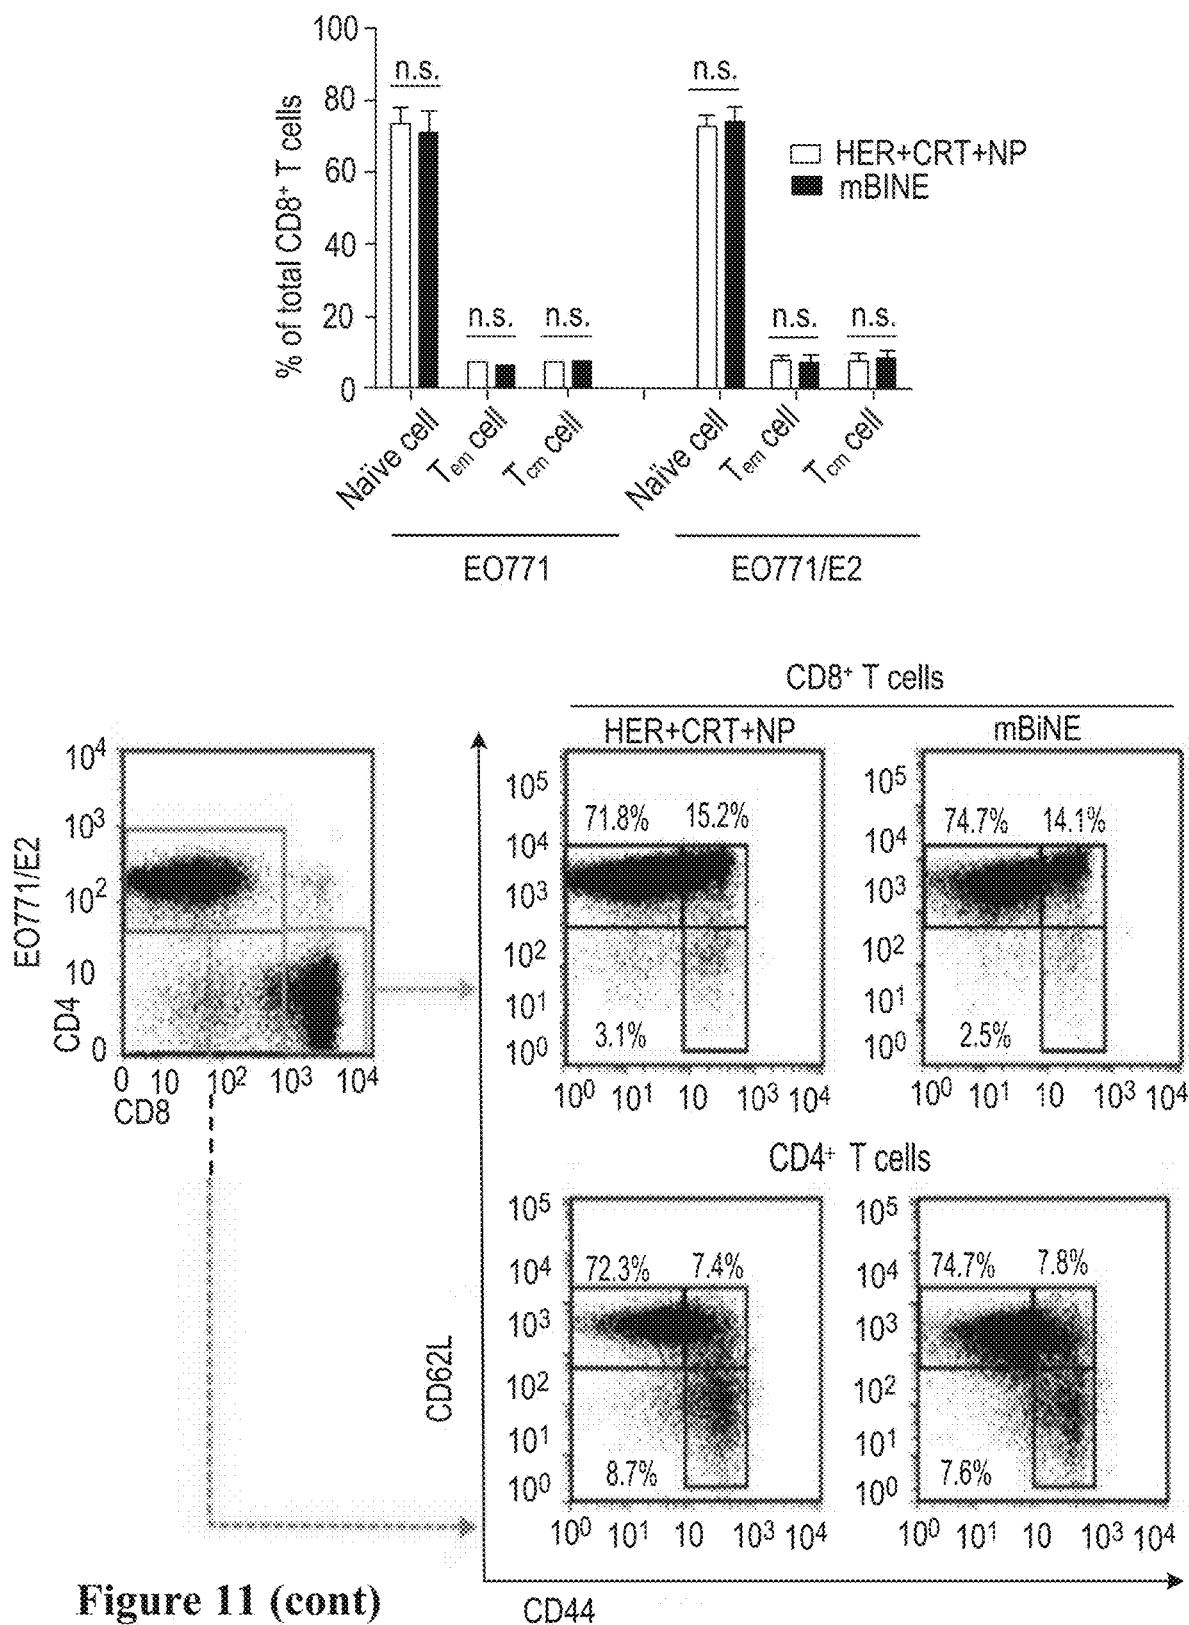 100
80
60
40
20
0
% of total CD8+ T cells
n.s.
n.s.
n.s.
n.s.
n.s.
n.s.
HER+CRT+NP
mBINE
Naïve cell
Tem cell
Tcm cell
Naïve cell
Tem cell
Tcm cell
EO771
EO771/E2
CD8+ T cells
HER+CRT+NP
mBiNE
EO771/E2
CD4
10⁴
10³
10²
10
0
0 10 10² 10³ 10⁴
CD8
10⁵
10⁴
10³
10²
10¹
10⁰
71.8% 15.2%
3.1%
10⁰ 10¹ 10 10³ 10⁴
10⁵
10⁴
10³
10²
10¹
10⁰
74.7% 14.1%
2.5%
10⁰ 10¹ 10 10³ 10⁴
CD4+ T cells
CD62L
10⁵
10⁴
10³
10²
10¹
10⁰
72.3% 7.4%
8.7%
10⁰ 10¹ 10 10³ 10⁴
10⁵
10⁴
10³
10²
10¹
10⁰
74.7% 7.8%
7.6%
10⁰ 10¹ 10 10³ 10⁴
CD44
Figure 11 (cont)